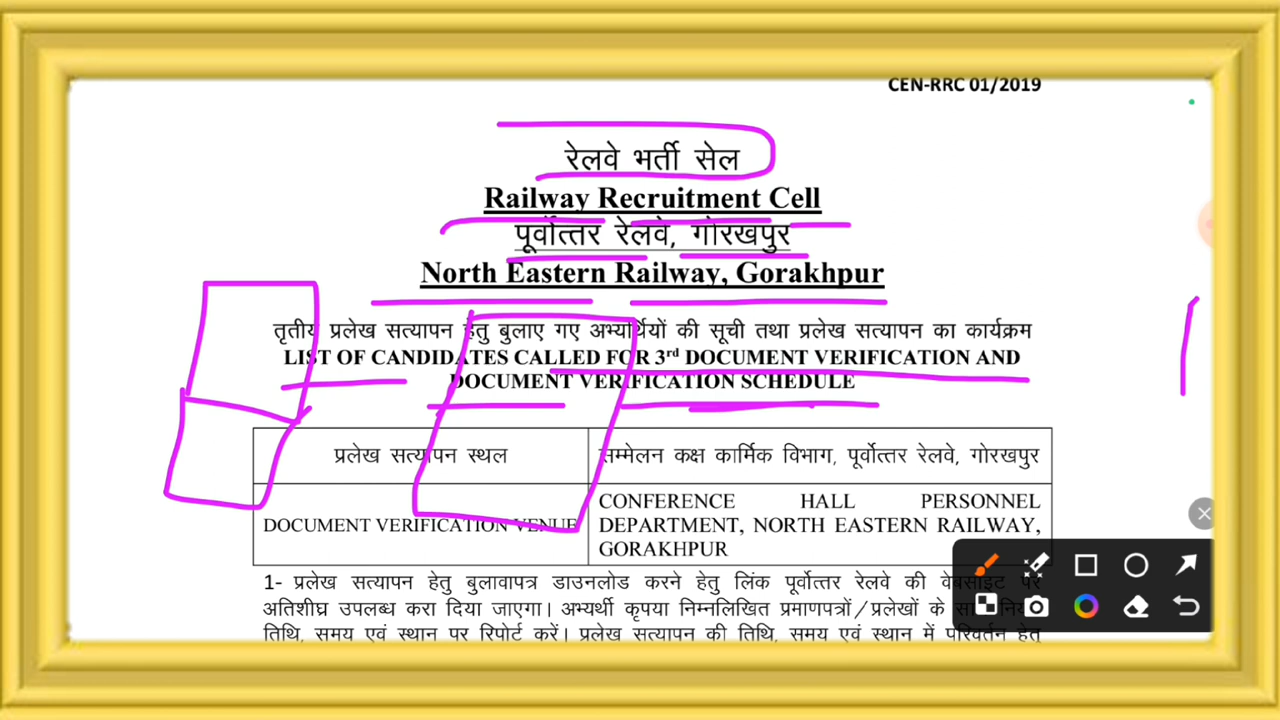 CEN-RRC 01/2019
रेलवे भर्ती सेल
Railway Recruitment Cell
पूर्वोत्तर रेलवे, गोरखपुर
North Eastern Railway, Gorakhpur
तृतीय प्रलेख सत्यापन हेतु बुलाए गए अभ्यर्थियों की सूची तथा प्रलेख सत्यापन का कार्यक्रम
LIST OF CANDIDATES CALLED FOR 3rd DOCUMENT VERIFICATION AND
DOCUMENT VERIFICATION SCHEDULE
प्रलेख सत्यापन स्थल
सम्मेलन कक्ष कार्मिक विभाग, पूर्वोत्तर रेलवे, गोरखपुर
DOCUMENT VERIFICATION VENUE
CONFERENCE HALL PERSONNEL
DEPARTMENT, NORTH EASTERN RAILWAY,
GORAKHPUR
1- प्रलेख सत्यापन हेतु बुलावापत्र डाउनलोड करने हेतु लिंक पूर्वोत्तर रेलवे की वेबसाइट पर
अतिशीघ्र उपलब्ध करा दिया जाएगा। अभ्यर्थी कृपया निम्नलिखित प्रमाणपत्रों/प्रलेखों के
तिथि, समय एवं स्थान पर रिपोर्ट करें। प्रलेख सत्यापन की तिथि, समय एवं स्थान में परिवर्तन हेतु